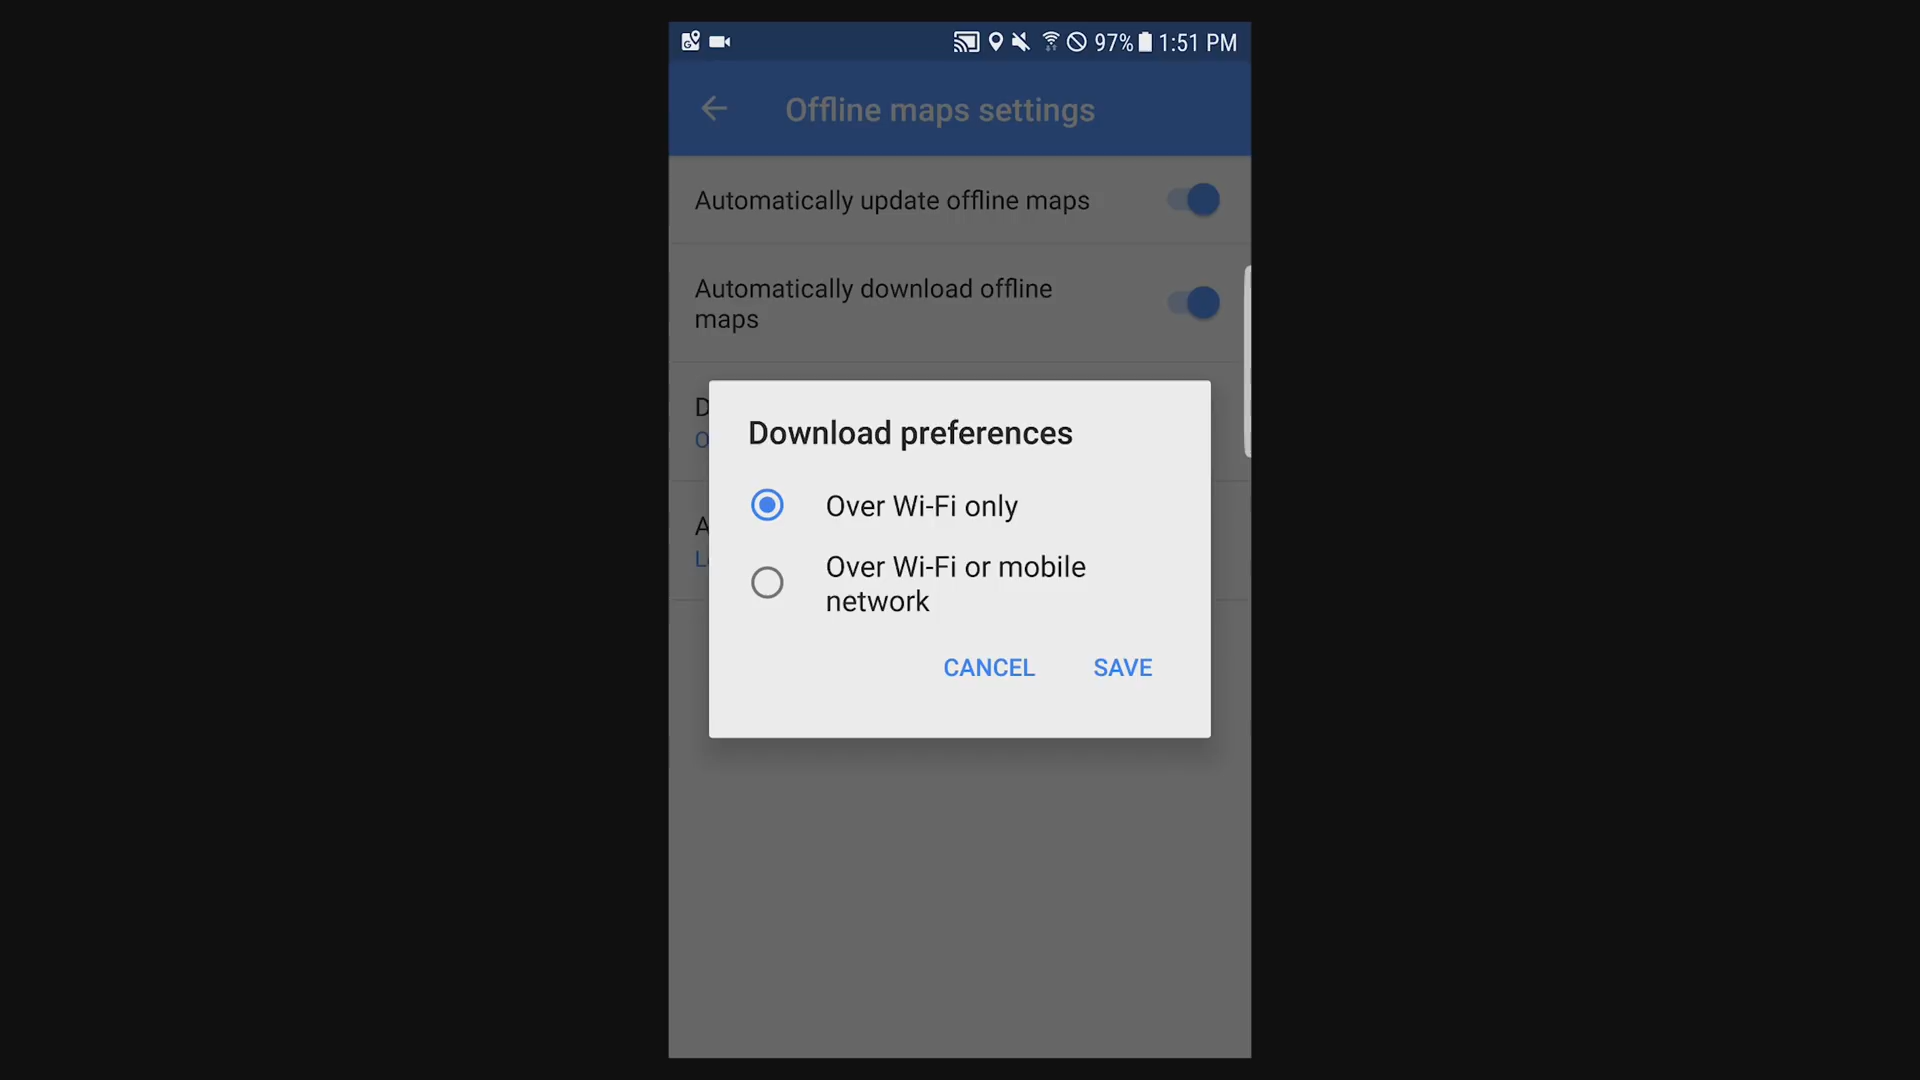 97% 1:51 PM
Offline maps settings
Automatically update offline maps
Automatically download offline
maps
D
O
Download preferences
Over Wi-Fi only
A
L
Over Wi-Fi or mobile
network
CANCEL SAVE